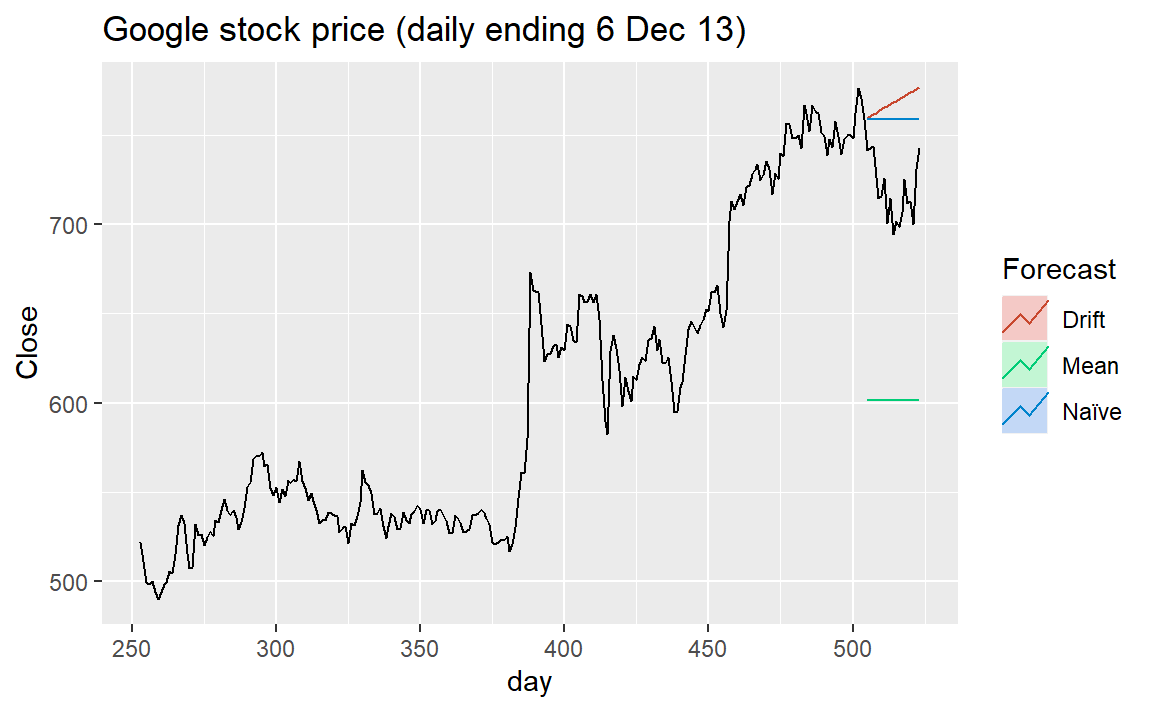 Google stock price (daily ending 6 Dec 13)
Close
700
600
500
250 300 350 400 450 500
day
Forecast
Drift
Mean
Naïve